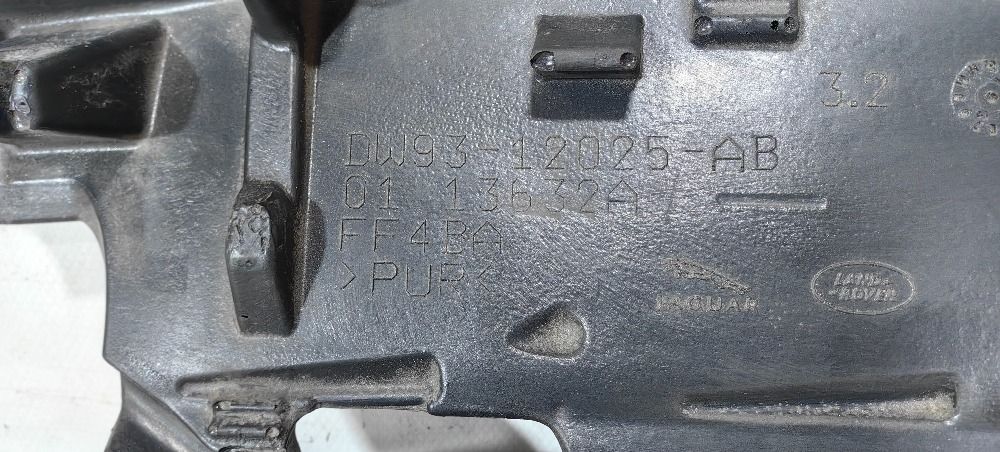 3.2
DW93-12025-AB
01 13632A
FF4BA
>PUR<
JAGUAR
LAND-
-ROVER